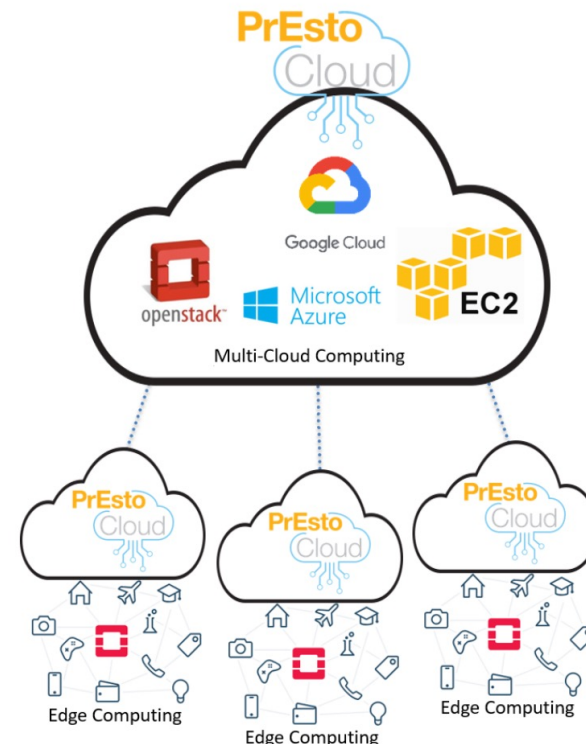 PrEsto
Cloud
Google Cloud
openstack™
Microsoft
Azure
EC2
Multi-Cloud Computing
PrEsto
Cloud
PrEsto
Cloud
PrEsto
Cloud
Edge Computing
Edge Computing
Edge Computing